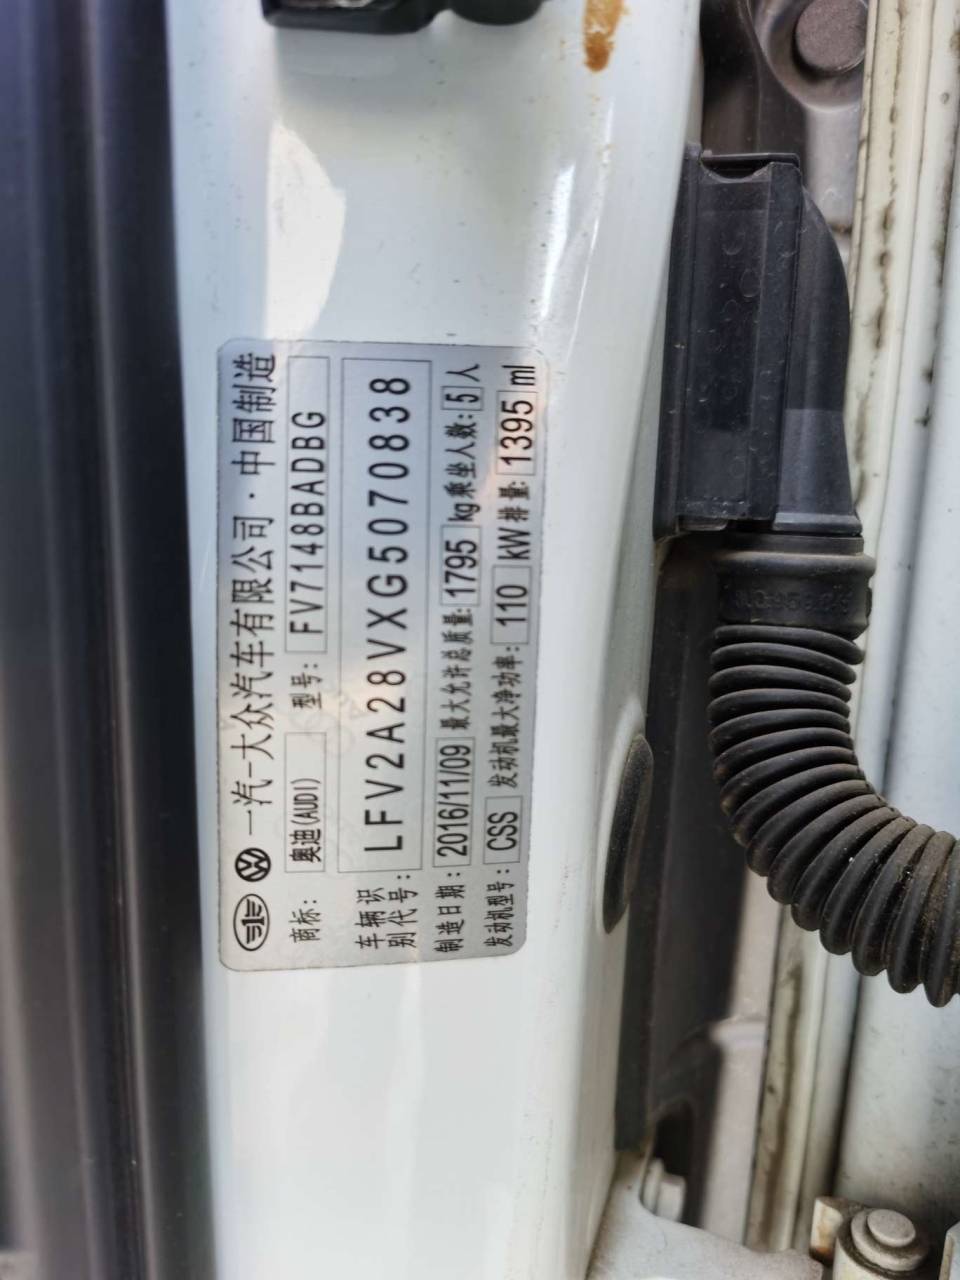 一汽-大众汽车有限公司·中国制造
商标: 奥迪(AUDI) 型号: FV7148BADBG
车辆识别代号: LFV2A28VXG5070838
制造日期: 2016/11/09 最大允许总质量: 1795 kg 乘坐人数: 5 人
发动机型号: CSS 发动机最大净功率: 110 kW 排量: 1395 ml